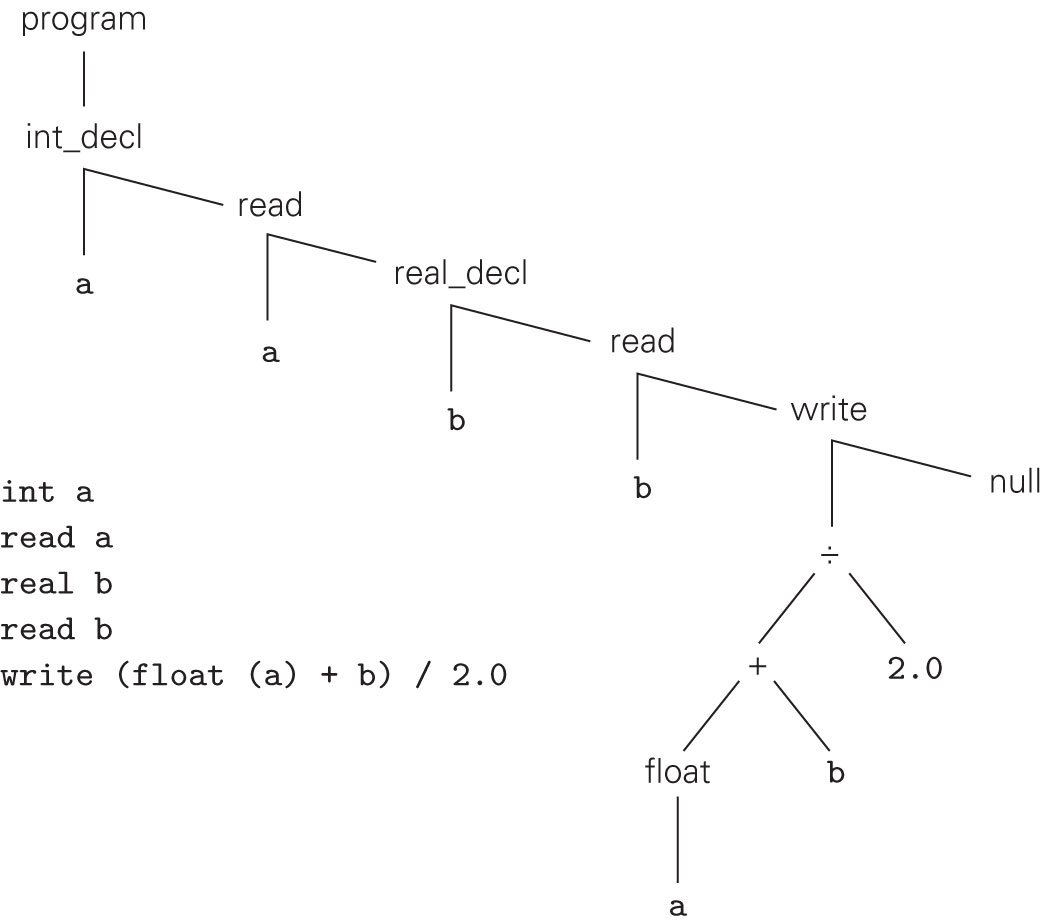 program
int_decl
read
a
real_decl
a
read
b
write
b
null
int a
read a
real b
read b
write (float (a) + b) / 2.0
÷
+
2.0
float
b
a